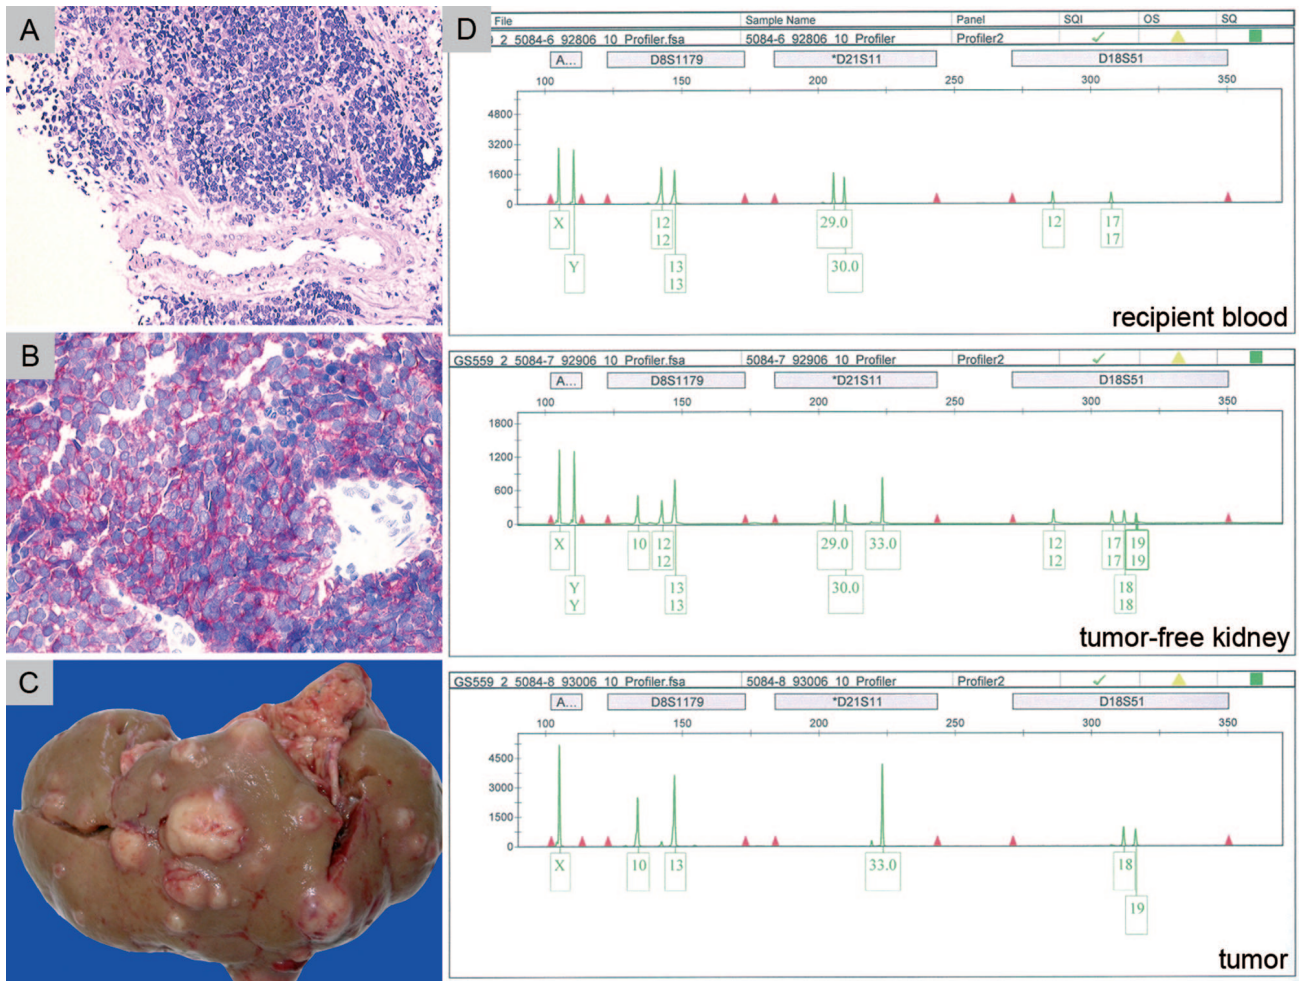 A
B
C
D
File Sample Name Panel SQI OS SQ
2_5084-6_92806_10_Profiler.fsa 5084-6_92806_10_Profiler Profiler2
A... D8S1179 *D21S11 D18S51
100 150 200 250 300 350
4800
3200
1600
0
X 12 29.0 12 17
12 17
Y 13 30.0
13
recipient blood
GS559_2_5084-7_92906_10_Profiler.fsa 5084-7_92906_10_Profiler Profiler2
A... D8S1179 *D21S11 D18S51
100 150 200 250 300 350
1800
1200
600
0
X 10 12 29.0 33.0 12 17 19
12 12 17 19
Y 13 30.0 18
Y 13 18
tumor-free kidney
GS559_2_5084-8_93006_10_Profiler.fsa 5084-8_93006_10_Profiler Profiler2
A... D8S1179 *D21S11 D18S51
100 150 200 250 300 350
4500
3000
1500
0
X 10 13 33.0 18
19
tumor